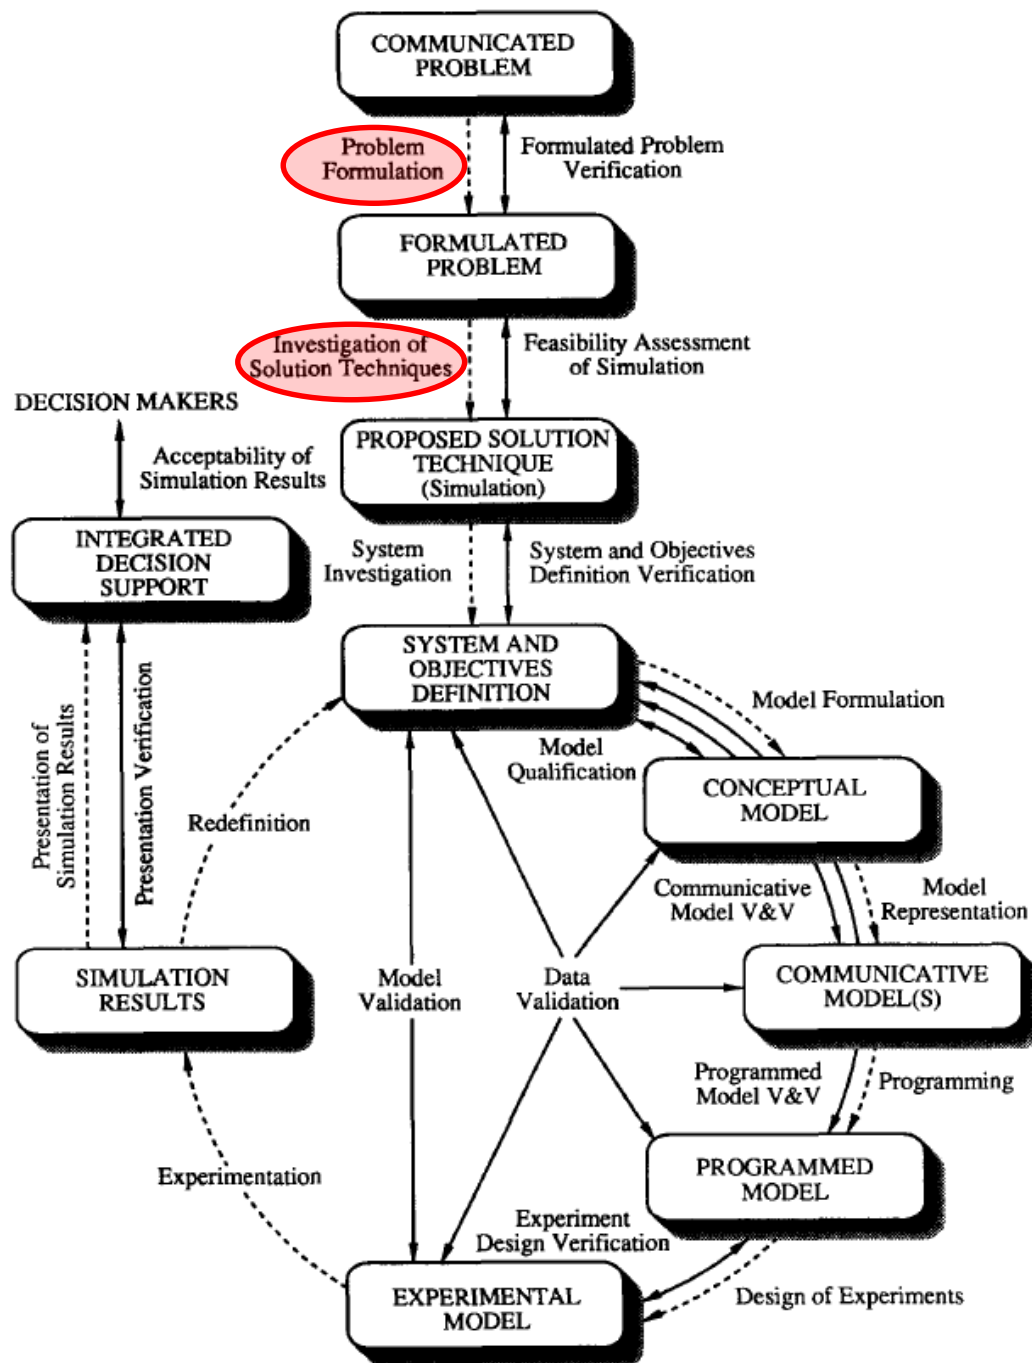 COMMUNICATED
PROBLEM
Problem
Formulation
Formulated Problem
Verification
FORMULATED
PROBLEM
Investigation of
Solution Techniques
Feasibility Assessment
of Simulation
DECISION MAKERS
Acceptability of
Simulation Results
PROPOSED SOLUTION
TECHNIQUE
(Simulation)
INTEGRATED
DECISION
SUPPORT
System
Investigation
System and Objectives
Definition Verification
SYSTEM AND
OBJECTIVES
DEFINITION
Model Formulation
Model
Qualification
CONCEPTUAL
MODEL
Presentation of
Simulation Results
Presentation Verification
Redefinition
Communicative
Model V&V
Model
Representation
SIMULATION
RESULTS
Model
Validation
Data
Validation
COMMUNICATIVE
MODEL(S)
Programmed
Model V&V
Programming
PROGRAMMED
MODEL
Experimentation
Experiment
Design Verification
EXPERIMENTAL
MODEL
Design of Experiments